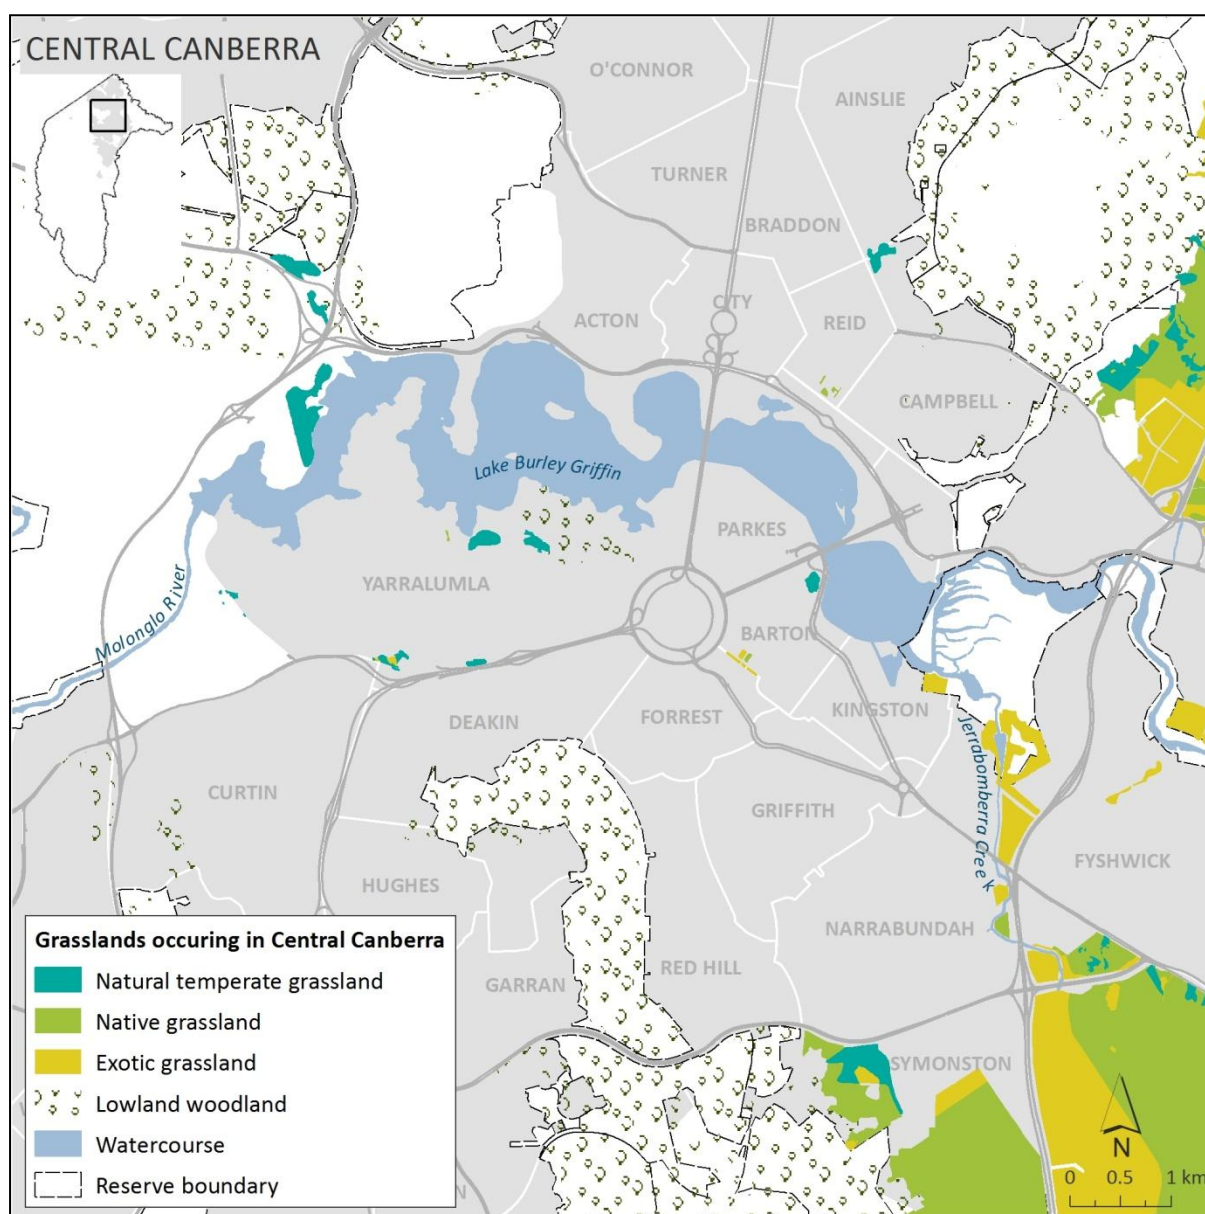 CENTRAL CANBERRA
O'CONNOR
AINSLIE
TURNER
BRADDON
CITY
ACTON
REID
CAMPBELL
Lake Burley Griffin
PARKES
YARRALUMLA
Molonglo River
BARTON
DEAKIN
FORREST
KINGSTON
Jerrabomberra Creek
CURTIN
GRIFFITH
FYSHWICK
HUGHES
NARRABUNDAH
GARRAN
RED HILL
SYMONSTON
Grasslands occuring in Central Canberra
Natural temperate grassland
Native grassland
Exotic grassland
Lowland woodland
Watercourse
Reserve boundary
N
0 0.5 1 km